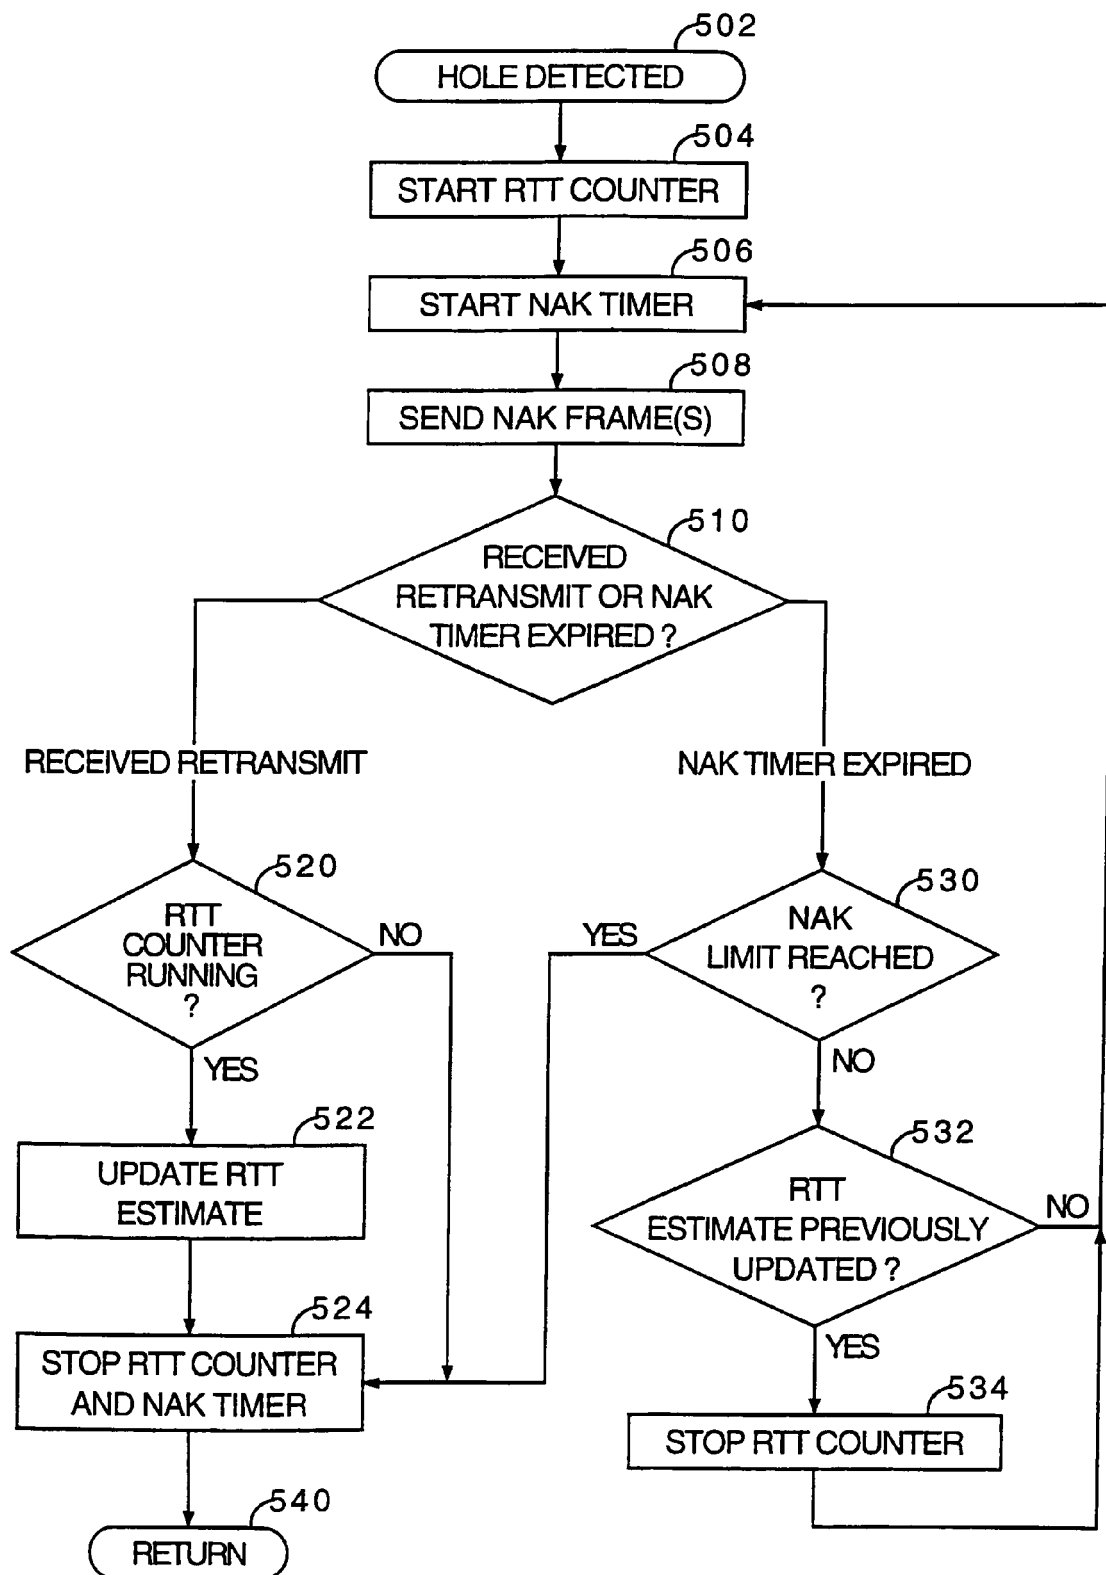 502
HOLE DETECTED
504
START RTT COUNTER
506
START NAK TIMER
508
SEND NAK FRAME(S)
510
RECEIVED
RETRANSMIT OR NAK
TIMER EXPIRED ?
RECEIVED RETRANSMIT
NAK TIMER EXPIRED
520
RTT
COUNTER
RUNNING
?
NO
YES
530
NAK
LIMIT REACHED
?
YES
NO
522
UPDATE RTT
ESTIMATE
532
RTT
ESTIMATE PREVIOUSLY
UPDATED ?
NO
YES
524
STOP RTT COUNTER
AND NAK TIMER
534
STOP RTT COUNTER
540
RETURN